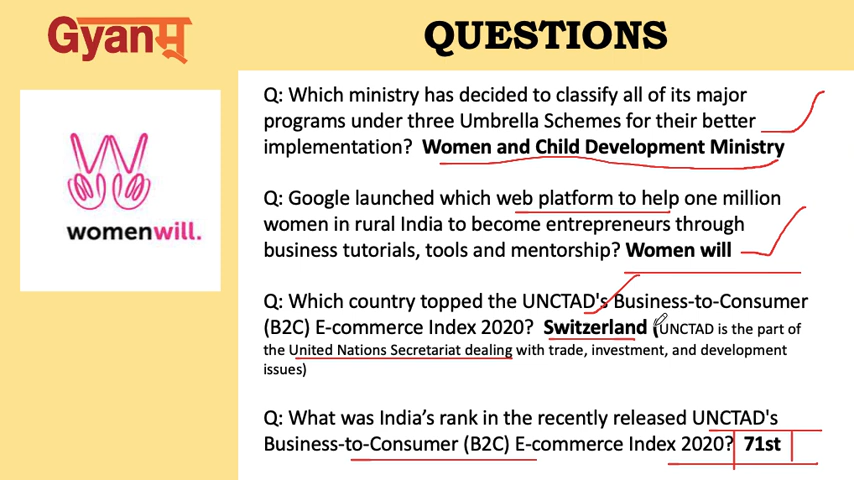 Gyanम्
QUESTIONS
womenwill.
Q: Which ministry has decided to classify all of its major
programs under three Umbrella Schemes for their better
implementation? Women and Child Development Ministry
Q: Google launched which web platform to help one million
women in rural India to become entrepreneurs through
business tutorials, tools and mentorship? Women will
Q: Which country topped the UNCTAD's Business-to-Consumer
(B2C) E-commerce Index 2020? Switzerland (UNCTAD is the part of
the United Nations Secretariat dealing with trade, investment, and development
issues)
Q: What was India's rank in the recently released UNCTAD's
Business-to-Consumer (B2C) E-commerce Index 2020? 71st